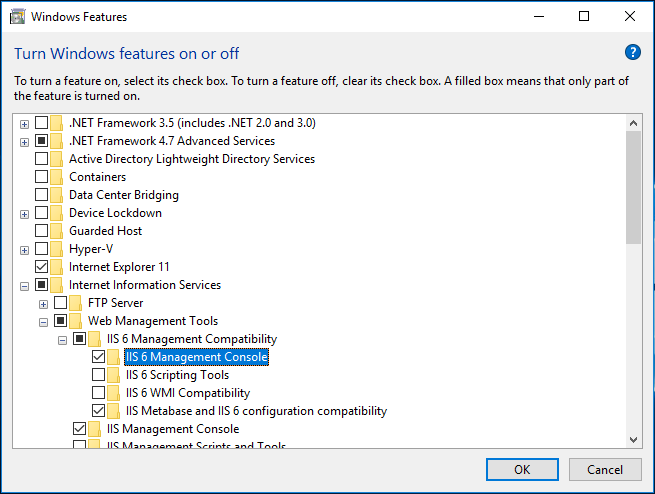 Windows Features
Turn Windows features on or off
?
To turn a feature on, select its check box. To turn a feature off, clear its check box. A filled box means that only part of
the feature is turned on.
.NET Framework 3.5 (includes .NET 2.0 and 3.0)
.NET Framework 4.7 Advanced Services
Active Directory Lightweight Directory Services
Containers
Data Center Bridging
Device Lockdown
Guarded Host
Hyper-V
Internet Explorer 11
Internet Information Services
FTP Server
Web Management Tools
IIS 6 Management Compatibility
IIS 6 Management Console
IIS 6 Scripting Tools
IIS 6 WMI Compatibility
IIS Metabase and IIS 6 configuration compatibility
IIS Management Console
IIS Management Scripts and Tools
OK
Cancel